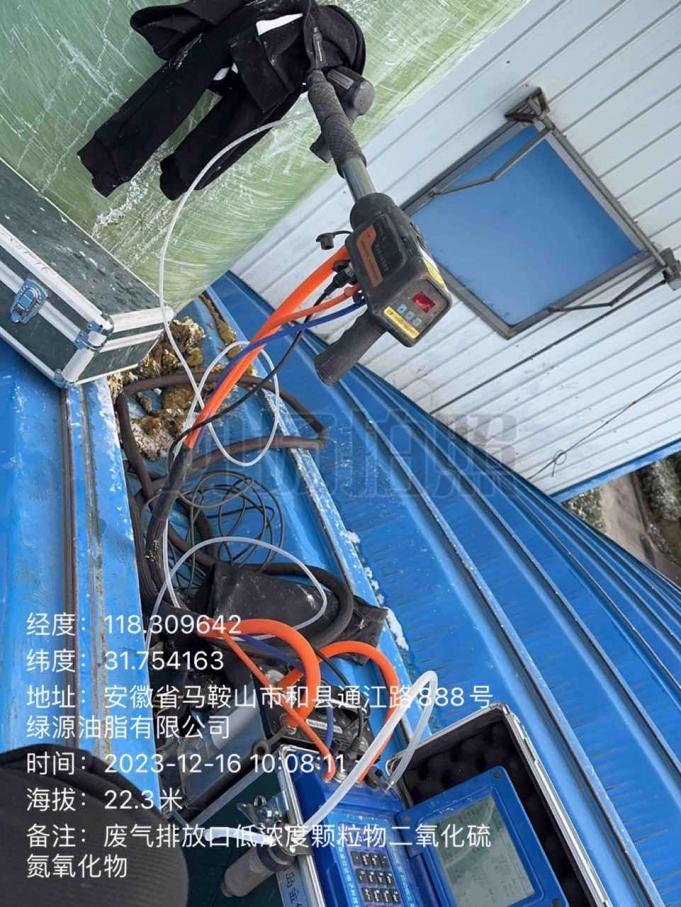 经度：118.309642
纬度：31.754163
地址：安徽省马鞍山市和县通江路888号
绿源油脂有限公司
时间：2023-12-16 10:08:11
海拔：22.3米
备注：废气排放口低浓度颗粒物二氧化硫
氮氧化物